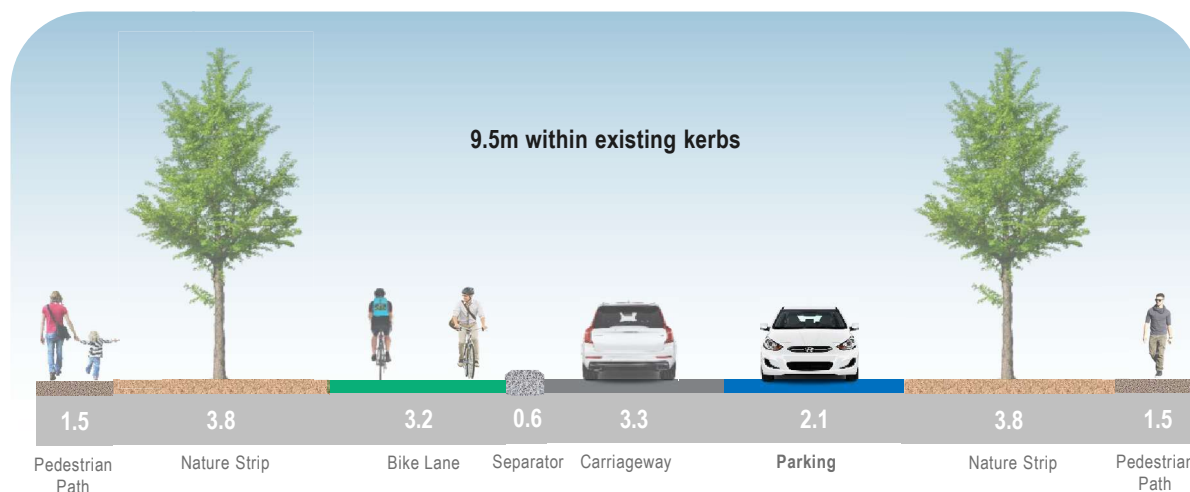 9.5m within existing kerbs
1.5 3.8 3.2 0.6 3.3 2.1 3.8 1.5
Pedestrian Path
Nature Strip
Bike Lane
Separator
Carriageway
Parking
Nature Strip
Pedestrian Path